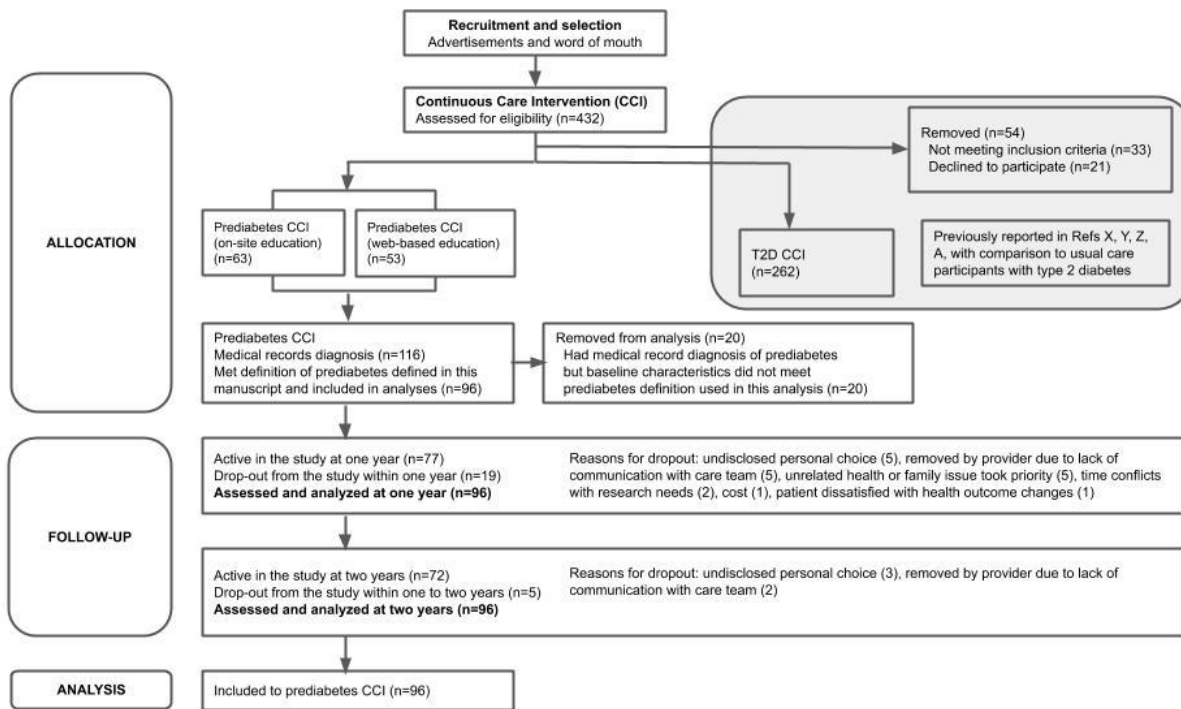 Recruitment and selection
Advertisements and word of mouth
Continuous Care Intervention (CCI)
Assessed for eligibility (n=432)
Removed (n=54)
Not meeting inclusion criteria (n=33)
Declined to participate (n=21)
ALLOCATION
Prediabetes CCI
(on-site education)
(n=63)
Prediabetes CCI
(web-based education)
(n=53)
T2D CCI
(n=262)
Previously reported in Refs X, Y, Z,
A, with comparison to usual care
participants with type 2 diabetes
Prediabetes CCI
Medical records diagnosis (n=116)
Met definition of prediabetes defined in this
manuscript and included in analyses (n=96)
Removed from analysis (n=20)
Had medical record diagnosis of prediabetes
but baseline characteristics did not meet
prediabetes definition used in this analysis (n=20)
FOLLOW-UP
Active in the study at one year (n=77)
Drop-out from the study within one year (n=19)
Assessed and analyzed at one year (n=96)
Reasons for dropout: undisclosed personal choice (5), removed by provider due to lack of
communication with care team (5), unrelated health or family issue took priority (5), time conflicts
with research needs (2), cost (1), patient dissatisfied with health outcome changes (1)
Active in the study at two years (n=72)
Drop-out from the study within one to two years (n=5)
Assessed and analyzed at two years (n=96)
Reasons for dropout: undisclosed personal choice (3), removed by provider due to lack of
communication with care team (2)
ANALYSIS
Included to prediabetes CCI (n=96)